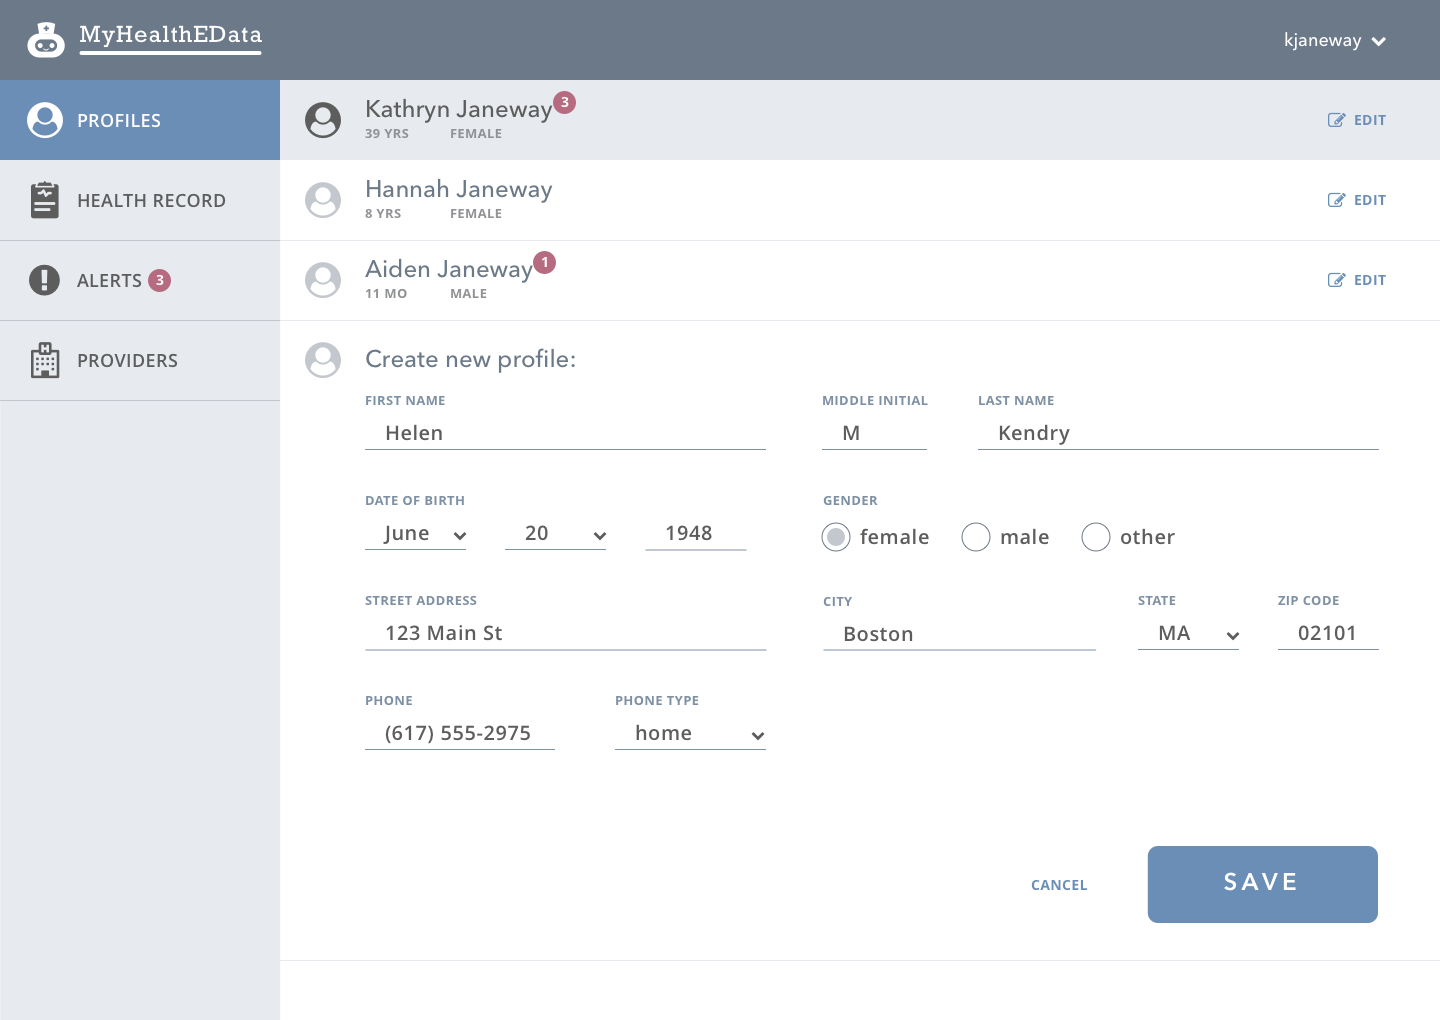 MyHealthEData
kjaneway
PROFILES
HEALTH RECORD
ALERTS 3
PROVIDERS
Kathryn Janeway 3
39 YRS FEMALE
EDIT
Hannah Janeway
8 YRS FEMALE
EDIT
Aiden Janeway 1
11 MO MALE
EDIT
Create new profile:
FIRST NAME MIDDLE INITIAL LAST NAME
Helen M Kendry
DATE OF BIRTH GENDER
June 20 1948 female male other
STREET ADDRESS CITY STATE ZIP CODE
123 Main St Boston MA 02101
PHONE PHONE TYPE
(617) 555-2975 home
CANCEL SAVE